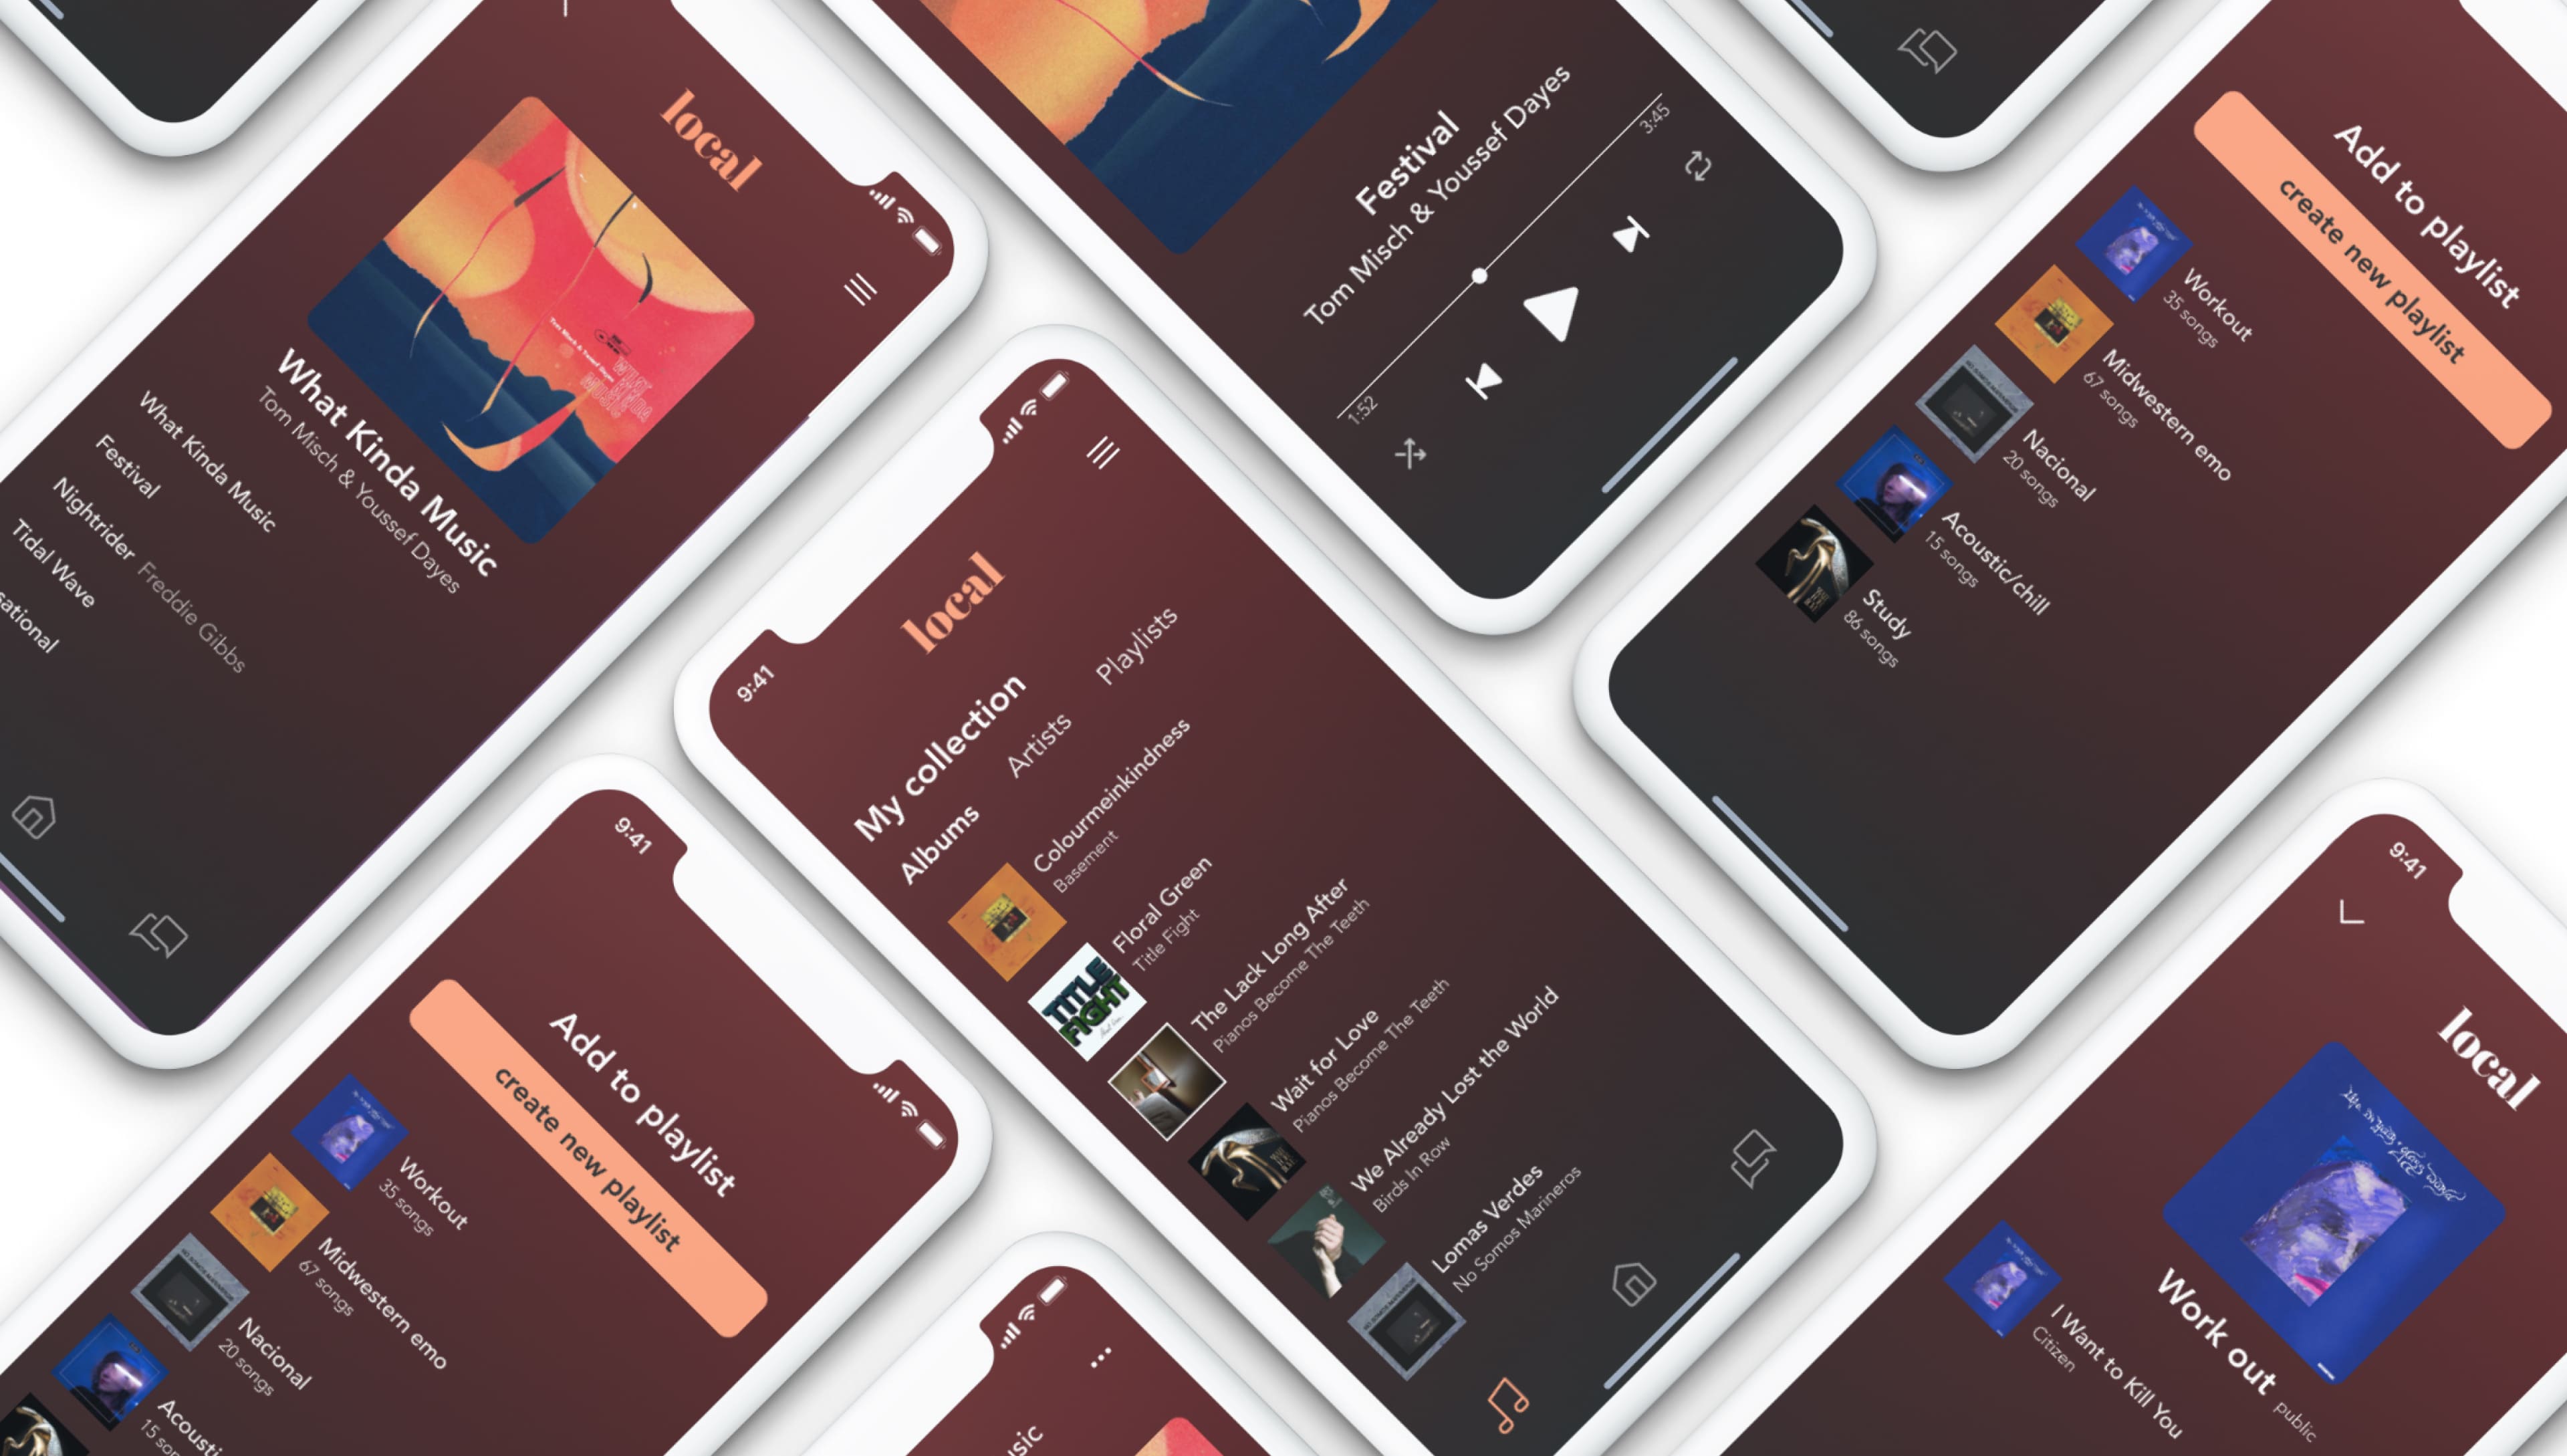 local
What Kinda Music
Tom Misch & Youssef Dayes
What Kinda Music
Festival
Nightrider Freddie Gibbs
Tidal Wave
Festival
Tom Misch & Youssef Dayes
1:52
3:45
Add to playlist
create new playlist
Workout
35 songs
Midwestern emo
67 songs
Nacional
20 songs
Acoustic/chill
15 songs
Study
86 songs
9:41
local
My collection
Albums
Artists
Playlists
Colourmeinkindness
Basement
Floral Green
Title Fight
TITLE
FIGHT
The Lack Long After
Pianos Become The Teeth
Wait for Love
Pianos Become The Teeth
We Already Lost the World
Birds In Row
Lomas Verdes
No Somos Marineros
9:41
Add to playlist
create new playlist
Workout
35 songs
Midwestern emo
67 songs
Nacional
20 songs
Acousti
15 son
usic
9:41
local
Work out public
I Want to Kill You
Citizen